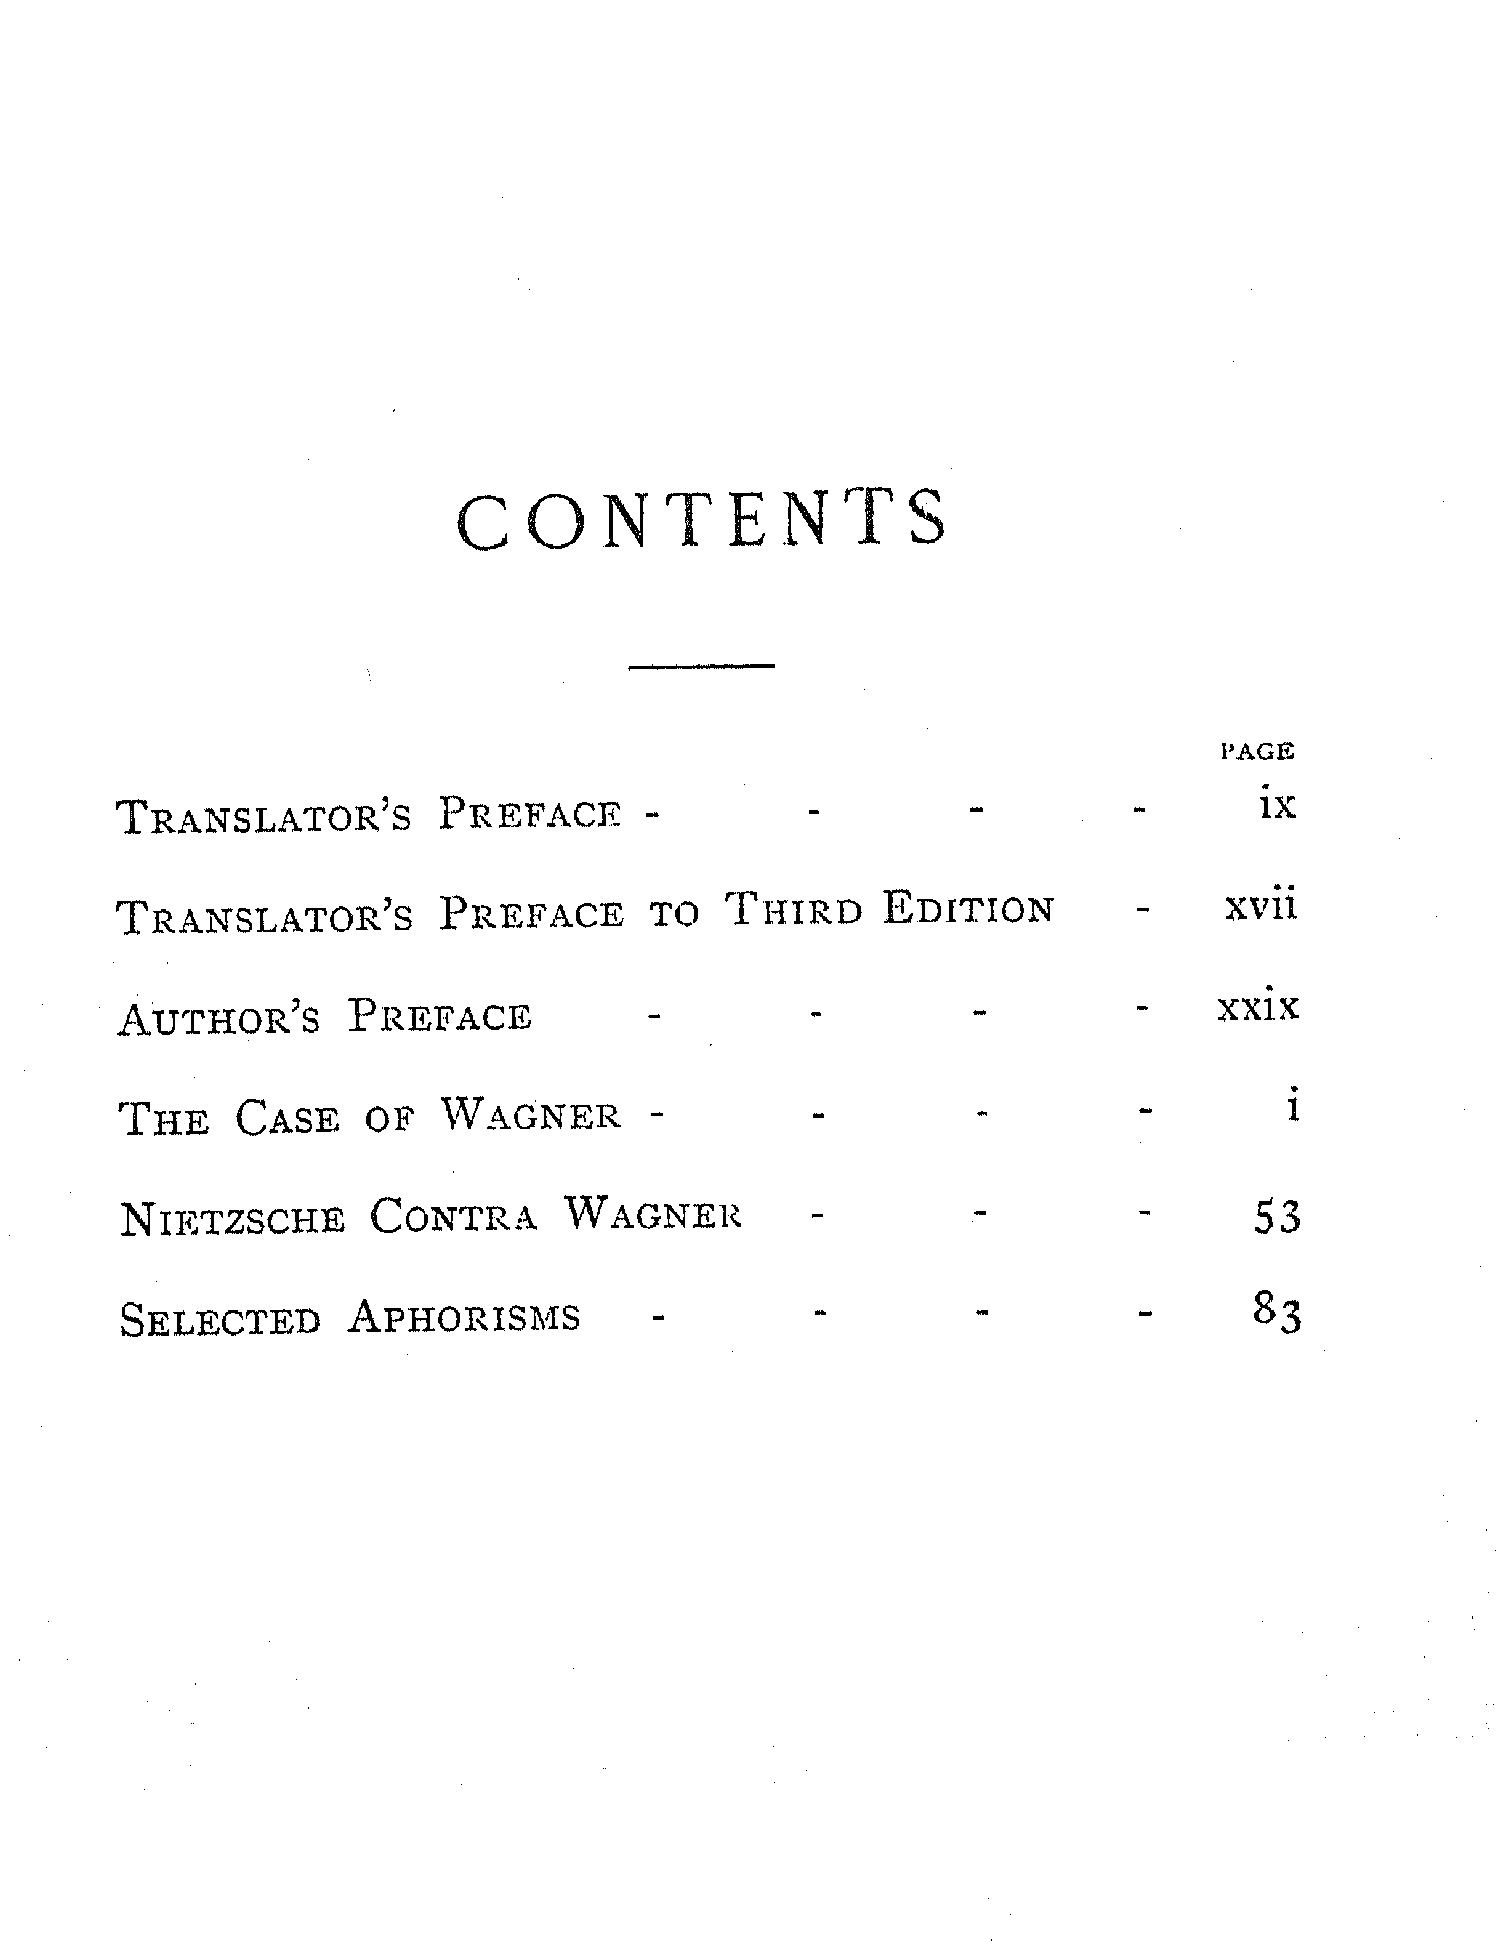 CONTENTS
PAGE
TRANSLATOR'S PREFACE - - - - ix
TRANSLATOR'S PREFACE TO THIRD EDITION - xvii
AUTHOR'S PREFACE - - - - xxix
THE CASE OF WAGNER - - - - i
NIETZSCHE CONTRA WAGNER - - - 53
SELECTED APHORISMS - - - - 83